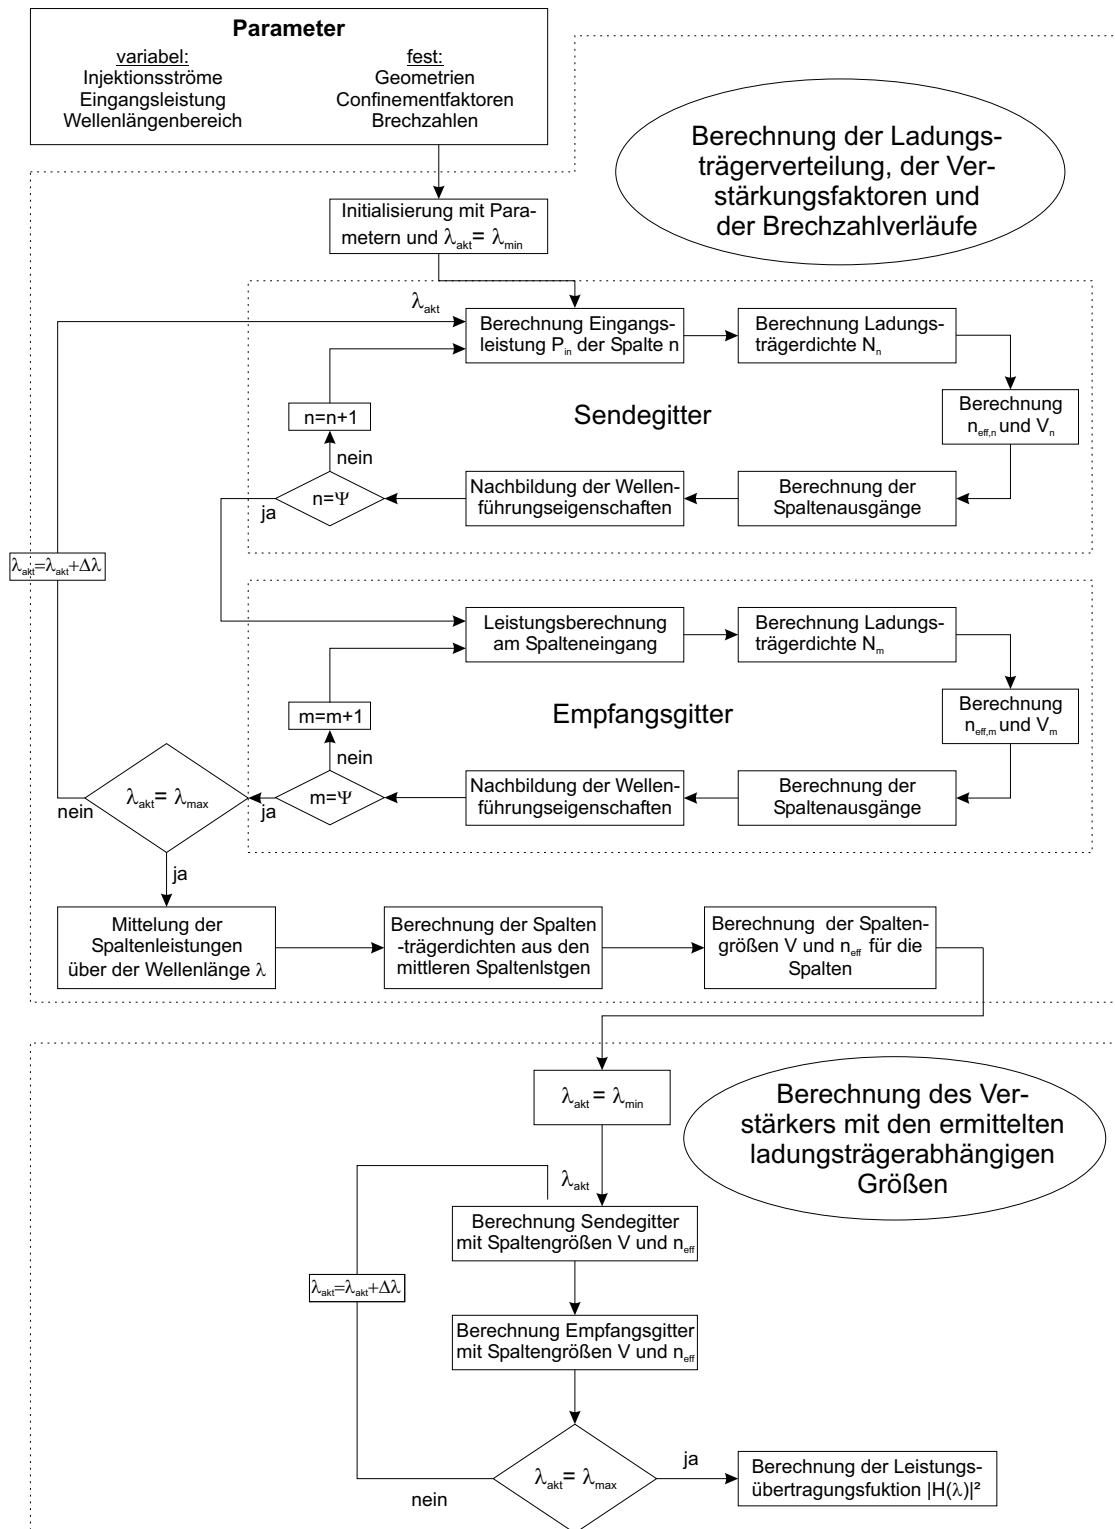 Parameter
variabel:
Injektionsströme
Eingangsleistung
Wellenlängenbereich
fest:
Geometrien
Confinementfaktoren
Brechzahlen
Berechnung der Ladungs-
trägerverteilung, der Ver-
stärkungsfaktoren und
der Brechzahlverläufe
Initialisierung mit Para-
metern und λakt= λmin
λakt
Berechnung Eingangs-
leistung Pin der Spalte n
Berechnung Ladungs-
trägerdichte Nn
n=n+1
Sendegitter
Berechnung
neff,n und Vn
nein
n=Ψ
ja
Nachbildung der Wellen-
führungseigenschaften
Berechnung der
Spaltenausgänge
λakt=λakt+Δλ
Leistungsberechnung
am Spalteneingang
Berechnung Ladungs-
trägerdichte Nm
m=m+1
Empfangsgitter
Berechnung
neff,m und Vm
nein
λakt= λmax
nein
ja
m=Ψ
ja
Nachbildung der Wellen-
führungseigenschaften
Berechnung der
Spaltenausgänge
Mittelung der
Spaltenleistungen
über der Wellenlänge λ
Berechnung der Spalten
-trägerdichten aus den
mittleren Spaltenlstgen
Berechnung der Spalten-
größen V und neff für die
Spalten
λakt= λmin
Berechnung des Ver-
stärkers mit den ermittelten
ladungsträgerabhängigen
Größen
λakt
Berechnung Sendegitter
mit Spaltengrößen V und neff
λakt=λakt+Δλ
Berechnung Empfangsgitter
mit Spaltengrößen V und neff
λakt= λmax
nein
ja
Berechnung der Leistungs-
übertragungsfuktion |H(λ)|²